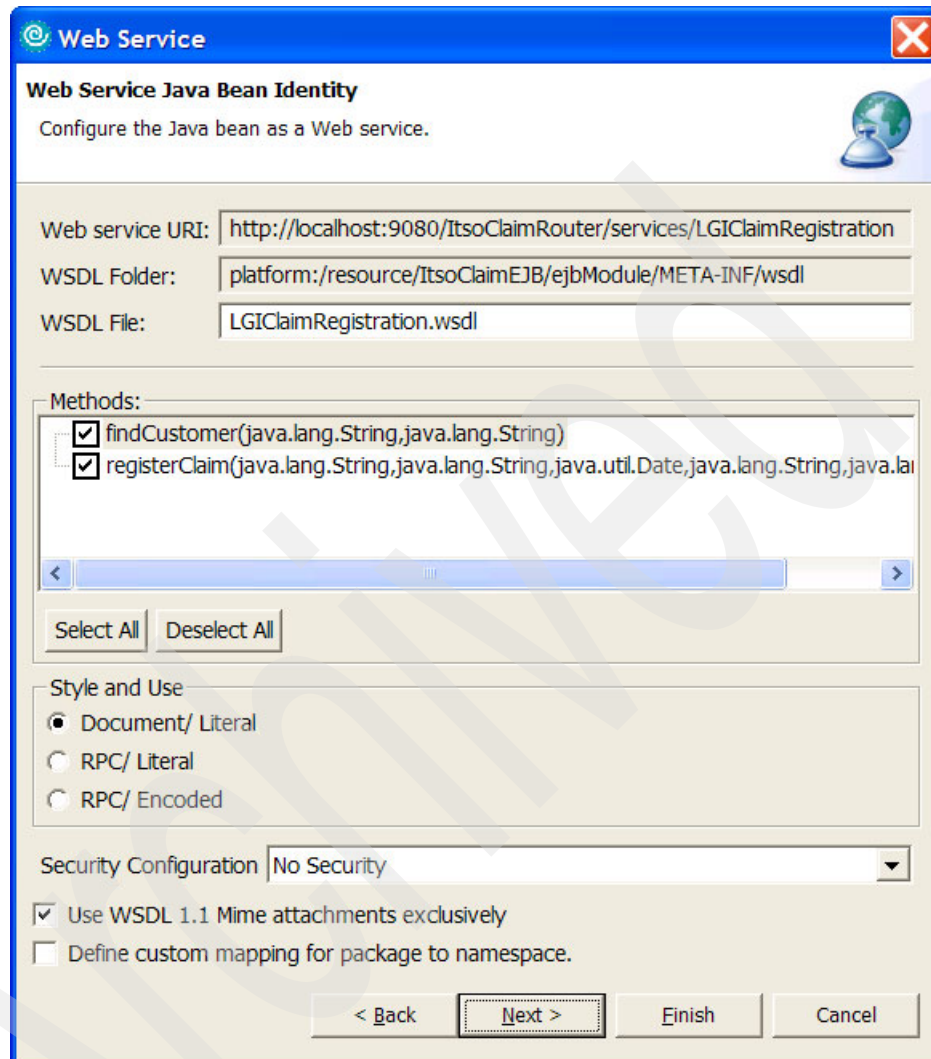 Web Service
Web Service Java Bean Identity
Configure the Java bean as a Web service.
Web service URI: http://localhost:9080/ItsoClaimRouter/services/LGIClaimRegistration
WSDL Folder: platform:/resource/ItsoClaimEJB/ejbModule/META-INF/wsdl
WSDL File: LGIClaimRegistration.wsdl
Methods:
findCustomer(java.lang.String,java.lang.String)
registerClaim(java.lang.String,java.lang.String,java.util.Date,java.lang.String,java.la
Select All Deselect All
Style and Use
Document/ Literal
RPC/ Literal
RPC/ Encoded
Security Configuration No Security
Use WSDL 1.1 Mime attachments exclusively
Define custom mapping for package to namespace.
< Back Next > Finish Cancel
rchived